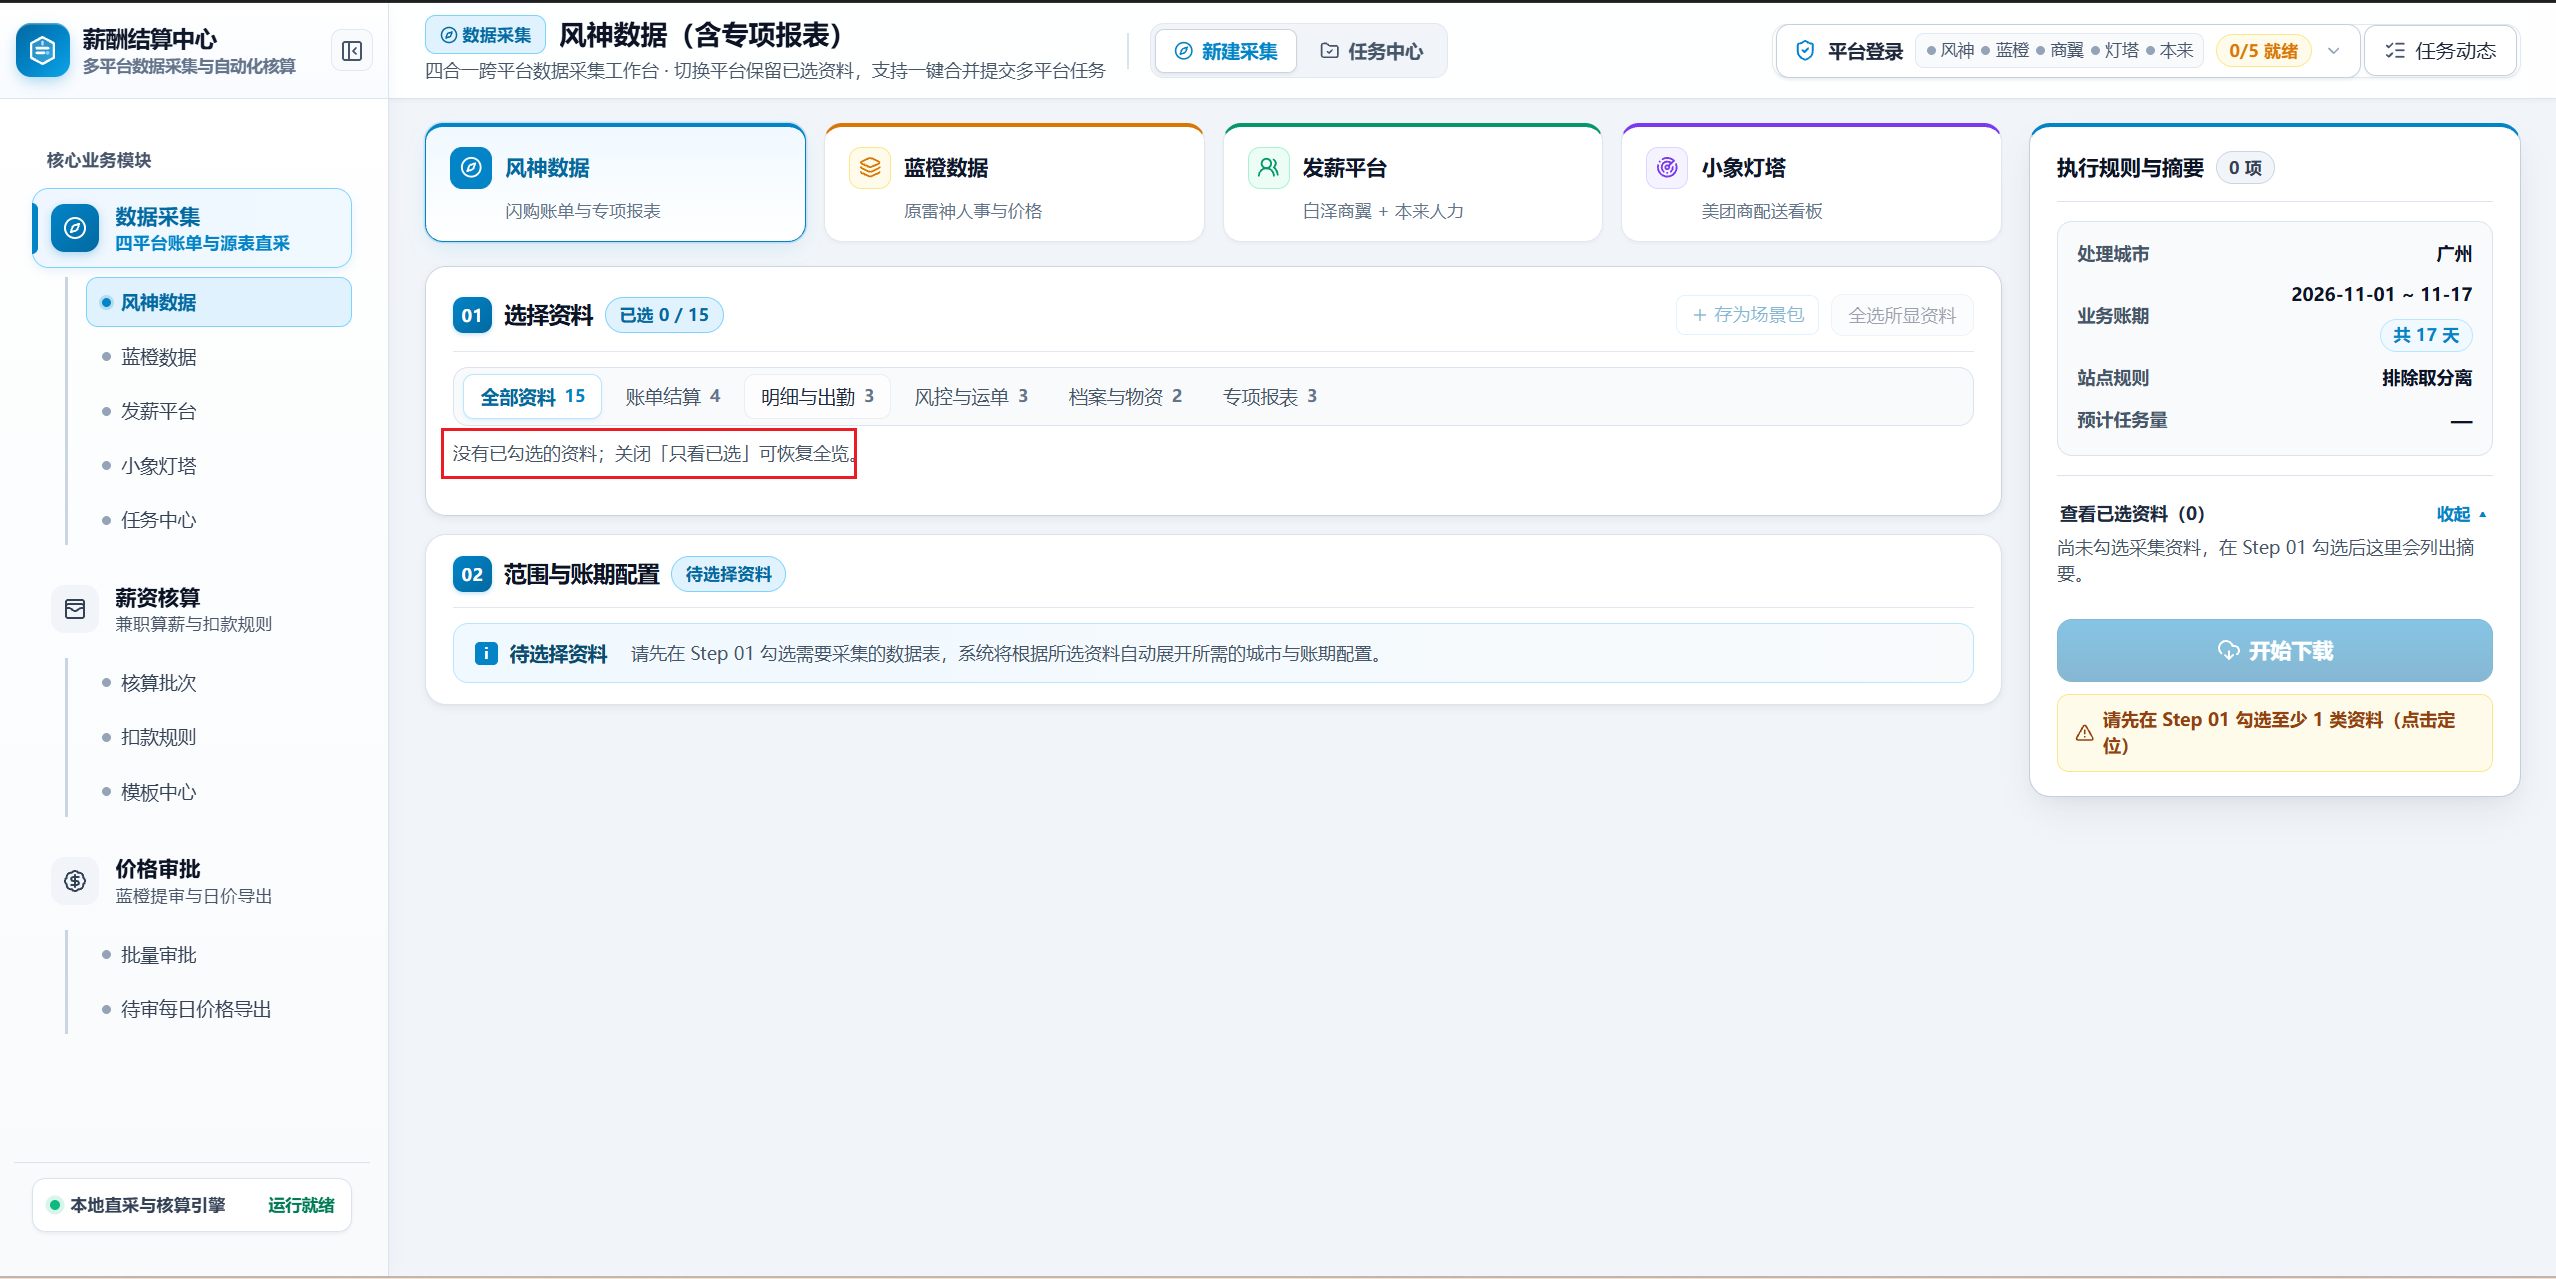 薪酬结算中心
多平台数据采集与自动化核算
数据采集
风神数据（含专项报表）
四合一跨平台数据采集工作台 · 切换平台保留已选资料，支持一键合并提交多平台任务
新建采集
任务中心
平台登录
风神
蓝橙
商翼
灯塔
本来
0/5 就绪
任务动态
核心业务模块
数据采集
四平台账单与源表直采
风神数据
蓝橙数据
发薪平台
小象灯塔
任务中心
薪资核算
兼职算薪与扣款规则
核算批次
扣款规则
模板中心
价格审批
蓝橙提审与日价导出
批量审批
待审每日价格导出
本地直采与核算引擎
运行就绪
风神数据
闪购账单与专项报表
蓝橙数据
原雷神人事与价格
发薪平台
白泽商翼 + 本来人力
小象灯塔
美团商配送看板
01
选择资料
已选 0 / 15
+ 存为场景包
全选所显资料
全部资料 15
账单结算 4
明细与出勤 3
风控与运单 3
档案与物资 2
专项报表 3
没有已勾选的资料；关闭「只看已选」可恢复全览。
02
范围与账期配置
待选择资料
待选择资料
请先在 Step 01 勾选需要采集的数据表，系统将根据所选资料自动展开所需的城市与账期配置。
执行规则与摘要
0 项
处理城市
广州
业务账期
2026-11-01 ~ 11-17
共 17 天
站点规则
排除取分离
预计任务量
—
查看已选资料（0）
收起
尚未勾选采集资料，在 Step 01 勾选后这里会列出摘
要。
开始下载
请先在 Step 01 勾选至少 1 类资料（点击定
位）